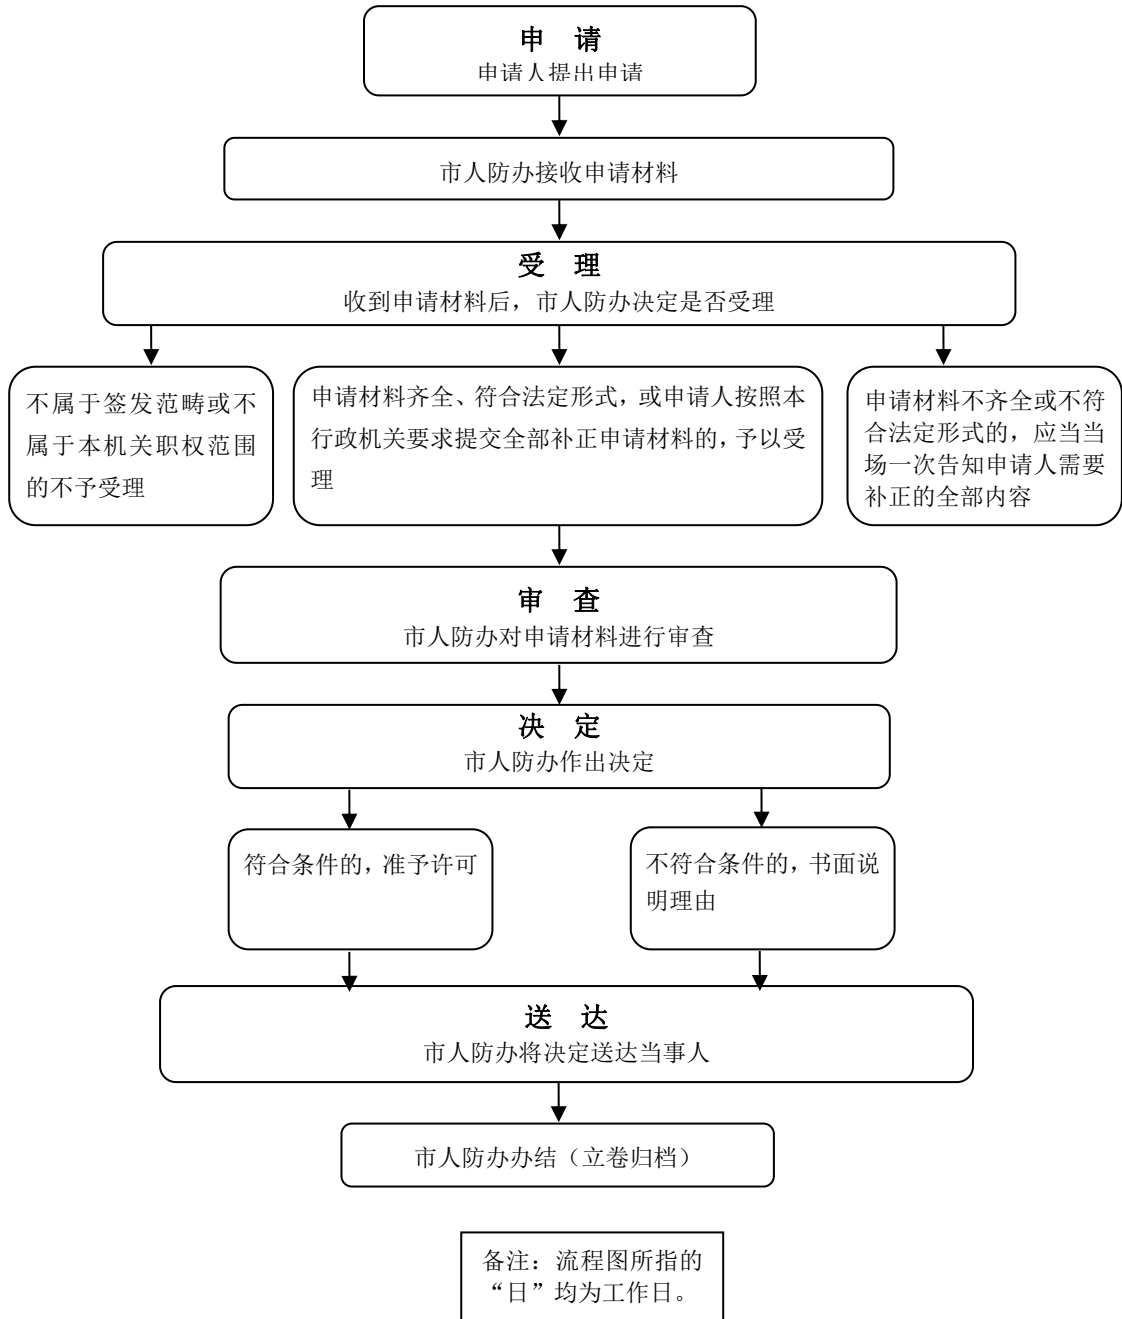 申 请
申请人提出申请
市人防办接收申请材料
受 理
收到申请材料后，市人防办决定是否受理
不属于签发范畴或不
属于本机关职权范围
的不予受理
申请材料齐全、符合法定形式，或申请人按照本
行政机关要求提交全部补正申请材料的，予以受
理
申请材料不齐全或不符
合法定形式的，应当当
场一次告知申请人需要
补正的全部内容
审 查
市人防办对申请材料进行审查
决 定
市人防办作出决定
符合条件的，准予许可
不符合条件的，书面说
明理由
送 达
市人防办将决定送达当事人
市人防办办结（立卷归档）
备注：流程图所指的
“日”均为工作日。